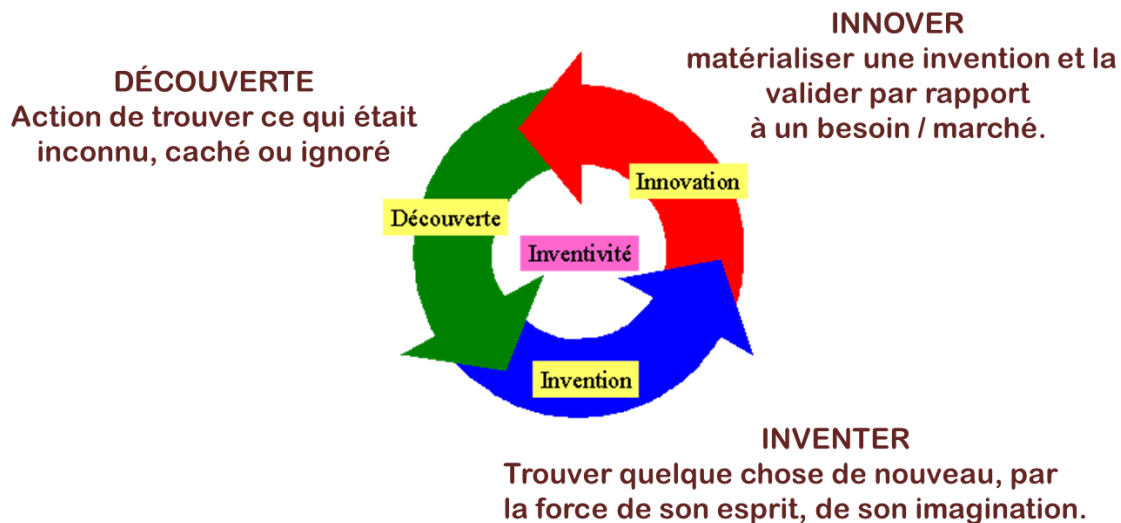 DÉCOUVERTE
Action de trouver ce qui était
inconnu, caché ou ignoré
INNOVER
matérialiser une invention et la
valider par rapport
à un besoin / marché.
Innovation
Découverte
Inventivité
Invention
INVENTER
Trouver quelque chose de nouveau, par
la force de son esprit, de son imagination.